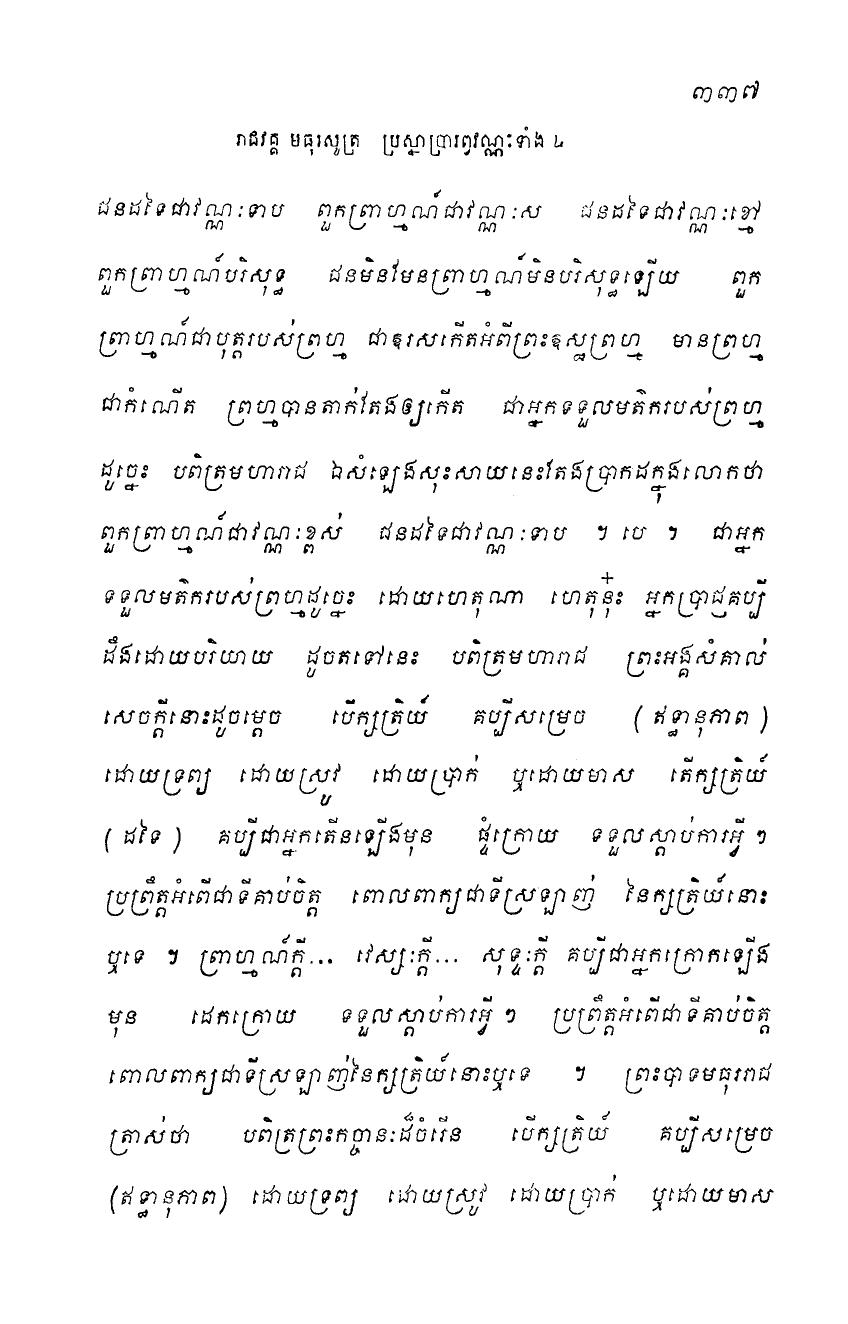 ៣៣៧
រាជវគ្គ មធុរសូត្រ ប្រស្នាប្រារព្ធវណ្ណៈទាំង ៤
ជនដទៃជាវណ្ណៈទាប ពួកព្រាហ្មណ៍ជាវណ្ណៈស ជនដទៃជាវណ្ណៈខ្មៅ
ពួកព្រាហ្មណ៍បរិសុទ្ធ ជនមិនមែនព្រាហ្មណ៍មិនបរិសុទ្ធឡើយ ពួក
ព្រាហ្មណ៍ជាបុត្តរបស់ព្រហ្ម ជាឱរសកើតអំពីព្រះឱស្ឋព្រហ្ម មានព្រហ្ម
ជាកំណើត ព្រហ្មបានតាក់តែងឲ្យកើត ជាអ្នកទទួលមតិករបស់ព្រហ្ម
ដូច្នេះ បពិត្រមហារាជ ឯសំឡេងសុះសាយនេះតែងប្រាកដក្នុងលោកថា
ពួកព្រាហ្មណ៍ជាវណ្ណៈខ្ពស់ ជនដទៃជាវណ្ណៈទាប ។ បេ ។ ជាអ្នក
ទទួលមតិករបស់ព្រហ្មដូច្នេះ ដោយហេតុណា ហេតុនុ៎ះ អ្នកប្រាជ្ញគប្បី
ដឹងដោយបរិយាយ ដូចតទៅនេះ បពិត្រមហារាជ ព្រះអង្គសំគាល់
សេចក្តីនោះដូចម្តេច បើក្សត្រិយ៍ គប្បីសម្រេច (ឥទ្ធានុភាព)
ដោយទ្រព្យ ដោយស្រូវ ដោយប្រាក់ ឬដោយមាស តើក្សត្រិយ៍
(ដទៃ) គប្បីជាអ្នកតើនឡើងមុន ផ្ទំក្រោយ ទទួលស្តាប់ការអ្វី ៗ
ប្រព្រឹត្តអំពើជាទីគាប់ចិត្ត ពោលពាក្យជាទីស្រឡាញ់ នៃក្សត្រិយ៍នោះ
ឬទេ ។ ព្រាហ្មណ៍ក្តី... វេស្សៈក្តី... សុទ្ទៈក្តី គប្បីជាអ្នកក្រោកឡើង
មុន ដេកក្រោយ ទទួលស្តាប់ការអ្វី ៗ ប្រព្រឹត្តអំពើជាទីគាប់ចិត្ត
ពោលពាក្យជាទីស្រឡាញ់នៃក្សត្រិយ៍នោះឬទេ ។ ព្រះបាទមធុររាជ
ត្រាស់ថា បពិត្រព្រះកច្ចានៈដ៏ចំរើន បើក្សត្រិយ៍ គប្បីសម្រេច
(ឥទ្ធានុភាព) ដោយទ្រព្យ ដោយស្រូវ ដោយប្រាក់ ឬដោយមាស